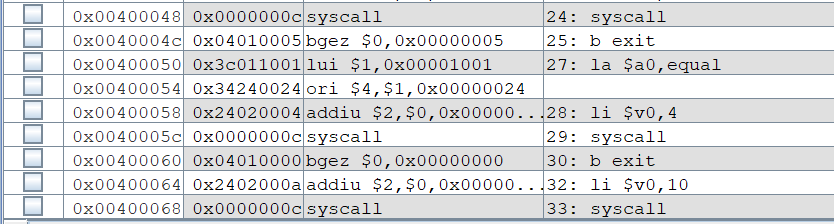 0x00400048 0x0000000c syscall 24: syscall
0x0040004c 0x04010005 bgez $0,0x00000005 25: b exit
0x00400050 0x3c011001 lui $1,0x00001001 27: la $a0,equal
0x00400054 0x34240024 ori $4,$1,0x00000024
0x00400058 0x24020004 addiu $2,$0,0x00000... 28: li $v0,4
0x0040005c 0x0000000c syscall 29: syscall
0x00400060 0x04010000 bgez $0,0x00000000 30: b exit
0x00400064 0x2402000a addiu $2,$0,0x00000... 32: li $v0,10
0x00400068 0x0000000c syscall 33: syscall